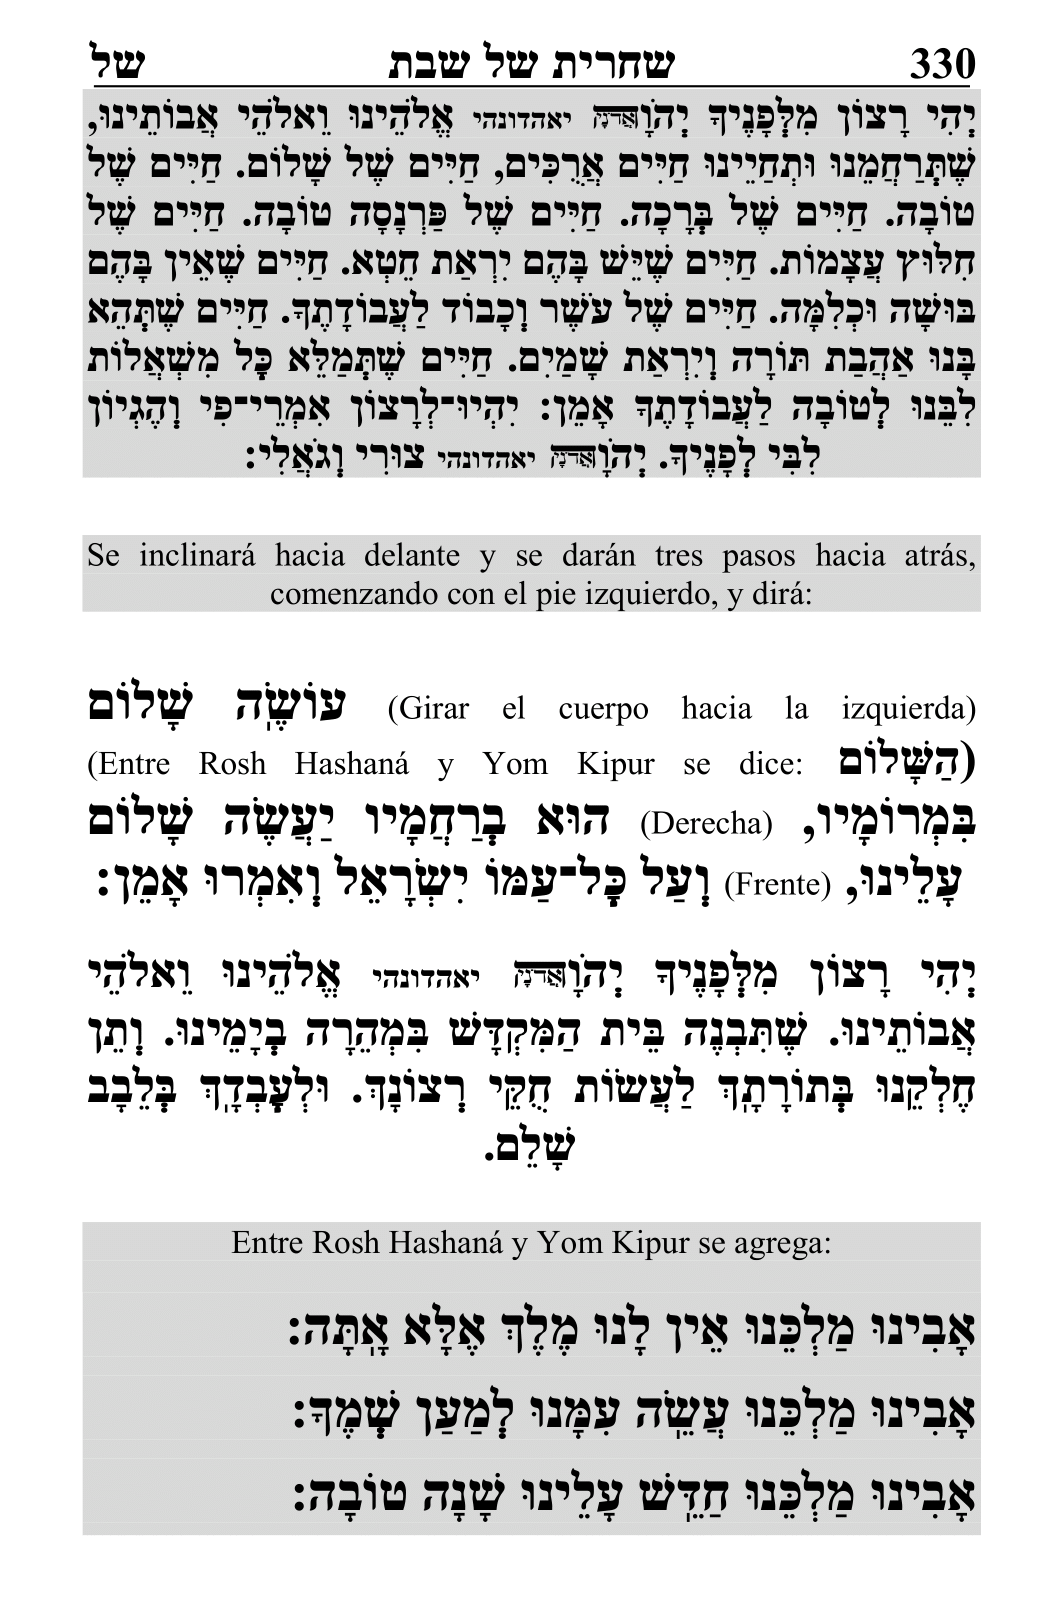 330 שחרית של שבת של
יְהִי רָצוֹן מִלְּפָנֶיךָ יְהֹוָאדני יאהדונהי אֱלֹהֵינוּ וֵאלֹהֵי אֲבוֹתֵינוּ,
שֶׁתְּרַחֲמֵנוּ וּתְחַיֵּינוּ חַיִּים אֲרֻכִּים, חַיִּים שֶׁל שָׁלוֹם. חַיִּים שֶׁל
טוֹבָה. חַיִּים שֶׁל בְּרָכָה. חַיִּים שֶׁל פַּרְנָסָה טוֹבָה. חַיִּים שֶׁל
חִלּוּץ עֲצָמוֹת. חַיִּים שֶׁיֵּשׁ בָּהֶם יִרְאַת חֵטְא. חַיִּים שֶׁאֵין בָּהֶם
בּוּשָׁה וּכְלִמָּה. חַיִּים שֶׁל עֹשֶׁר וְכָבוֹד לַעֲבוֹדָתֶךָ. חַיִּים שֶׁתְּהֵא
בָּנוּ אַהֲבַת תּוֹרָה וְיִרְאַת שָׁמַיִם. חַיִּים שֶׁתְּמַלֵּא כָּל מִשְׁאֲלוֹת
לִבֵּנוּ לְטוֹבָה לַעֲבוֹדָתֶךָ אָמֵן: יִהְיוּ־לְרָצוֹן אִמְרֵי־פִי וְהֶגְיוֹן
לִבִּי לְפָנֶיךָ. יְהֹוָאדני יאהדונהי צוּרִי וְגֹאֲלִי:
Se inclinará hacia delante y se darán tres pasos hacia atrás,
comenzando con el pie izquierdo, y dirá:
(Girar el cuerpo hacia la izquierda) עוֹשֶֽׂה שָׁלוֹם
(הַשָּׁלוֹם (Entre Rosh Hashaná y Yom Kipur se dice:
בִּמְרוֹמָיו, (Derecha) הוּא בְּרַחֲמָיו יַעֲשֶׂה שָׁלוֹם
עָלֵינוּ, (Frente) וְעַל כָּל־עַמּוֹ יִשְׂרָאֵל וְאִמְרוּ אָמֵן:
יְהִי רָצוֹן מִלְּפָנֶיךָ יְהֹוָאדני יאהדונהי אֱלֹהֵינוּ וֵאלֹהֵי
אֲבוֹתֵינוּ. שֶׁתִּבְנֶה בֵּית הַמִּקְדָּשׁ בִּמְהֵרָה בְיָמֵינוּ. וְתֵן
חֶלְקֵנוּ בְּתוֹרָתָךְ לַעֲשׂוֹת חֻקֵּי רְצוֹנָךְ. וּלְעָבְדָךְ בְּלֵבָב
שָׁלֵם.
Entre Rosh Hashaná y Yom Kipur se agrega:
אָבִינוּ מַלְכֵּנוּ אֵין לָנוּ מֶלֶךְ אֶלָּא אָֽתָּה:
אָבִינוּ מַלְכֵּנוּ עֲשֵֽׂה עִמָּנוּ לְמַעַן שְׁמֶךָ:
אָבִינוּ מַלְכֵּנוּ חַדֵּֽשׁ עָלֵינוּ שָׁנָה טוֹבָה: